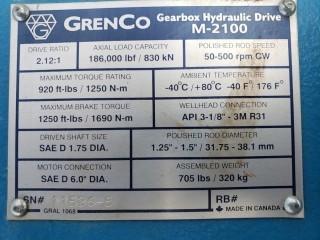 GRENCO
Gearbox Hydraulic Drive
M-2100
DRIVE RATIO
2.12:1
AXIAL LOAD CAPACITY
186,000 lbf / 830 kN
POLISHED ROD SPEED
50-500 rpm CW
MAXIMUM TORQUE RATING
920 ft-lbs / 1250 N-m
AMBIENT TEMPERATURE
-40°C /+80°C -40°F / 176°F
MAXIMUM BRAKE TORQUE
1250 ft-lbs / 1690 N-m
WELLHEAD CONNECTION
API 3-1/8" - 3M R31
DRIVEN SHAFT SIZE
SAE D 1.75 DIA.
POLISHED ROD DIAMETER
1.25" - 1.5" / 31.75 - 38.1 mm
MOTOR CONNECTION
SAE D 6.0" DIA.
ASSEMBLED WEIGHT
705 lbs / 320 kg
SN#
RB#
GRAL 1068
MADE IN CANADA